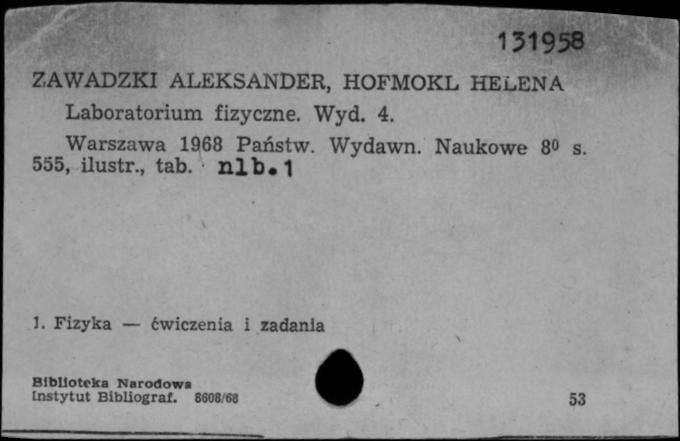 131958
ZAWADZKI ALEKSANDER, HOFMOKL HELENA
Laboratorium fizyczne. Wyd. 4.
Warszawa 1968 Państw. Wydawn. Naukowe 8⁰ s.
555, ilustr., tab. nlb. 1
1. Fizyka — ćwiczenia i zadania
Biblioteka Narodowa
Instytut Bibliograf. 8608/68
53